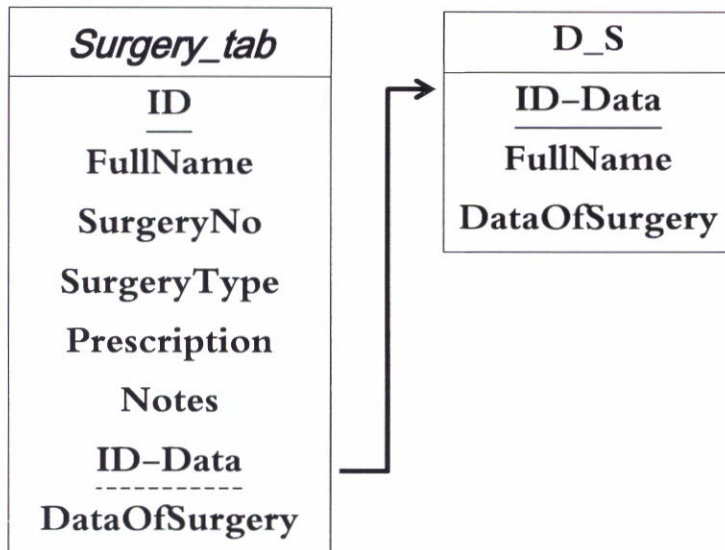 Surgery_tab
ID
FullName
SurgeryNo
SurgeryType
Prescription
Notes
ID-Data
DataOfSurgery
D_S
ID-Data
FullName
DataOfSurgery